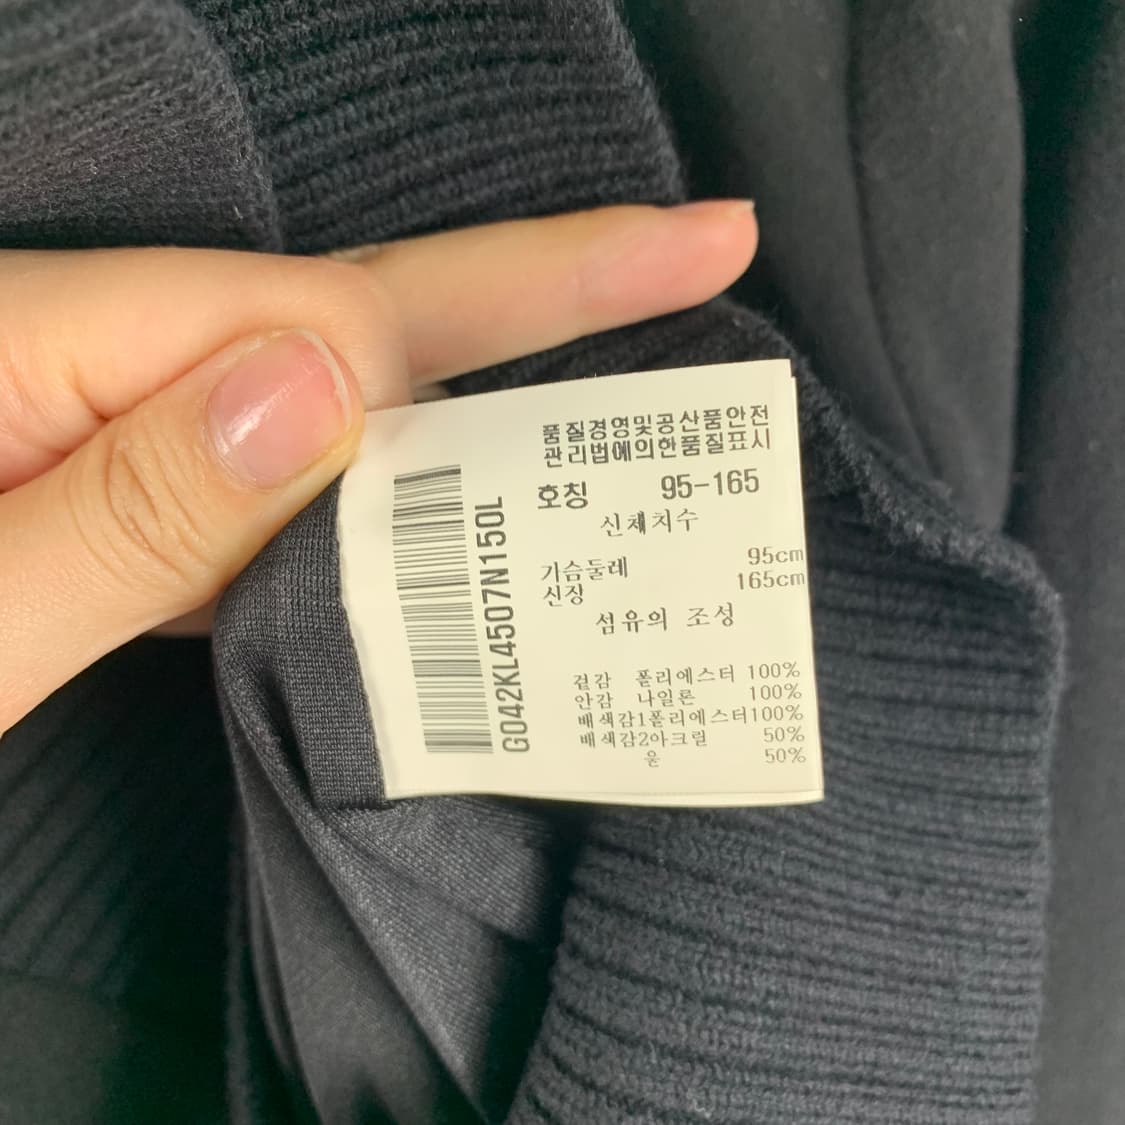 품질경영및공산품안전
관리법에의한품질표시
호칭 95-165
신체치수
가슴둘레 95cm
신장 165cm
섬유의 조성
겉감 폴리에스터 100%
안감 나일론 100%
배색감1폴리에스터100%
배색감2아크릴 50%
울 50%
G042KL4507N150L